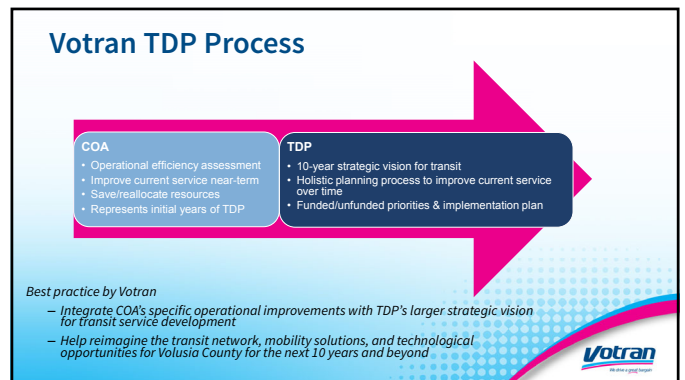 Votran TDP Process
COA
• Operational efficiency assessment
• Improve current service near-term
• Save/reallocate resources
• Represents initial years of TDP
TDP
• 10-year strategic vision for transit
• Holistic planning process to improve current service
over time
• Funded/unfunded priorities & implementation plan
Best practice by Votran
– Integrate COA's specific operational improvements with TDP's larger strategic vision
for transit service development
– Help reimagine the transit network, mobility solutions, and technological
opportunities for Volusia County for the next 10 years and beyond
Votran
We drive a great bargain